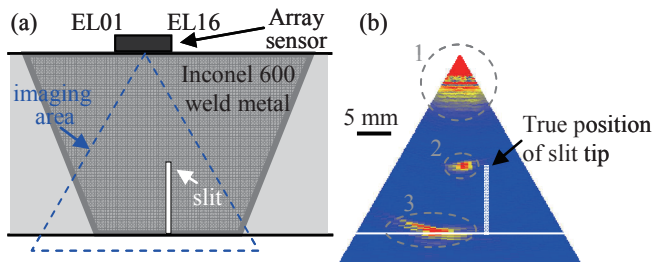 (a)
EL01
EL16
Array
sensor
Inconel 600
weld metal
imaging
area
slit
(b)
1
5 mm
True position
of slit tip
2
3